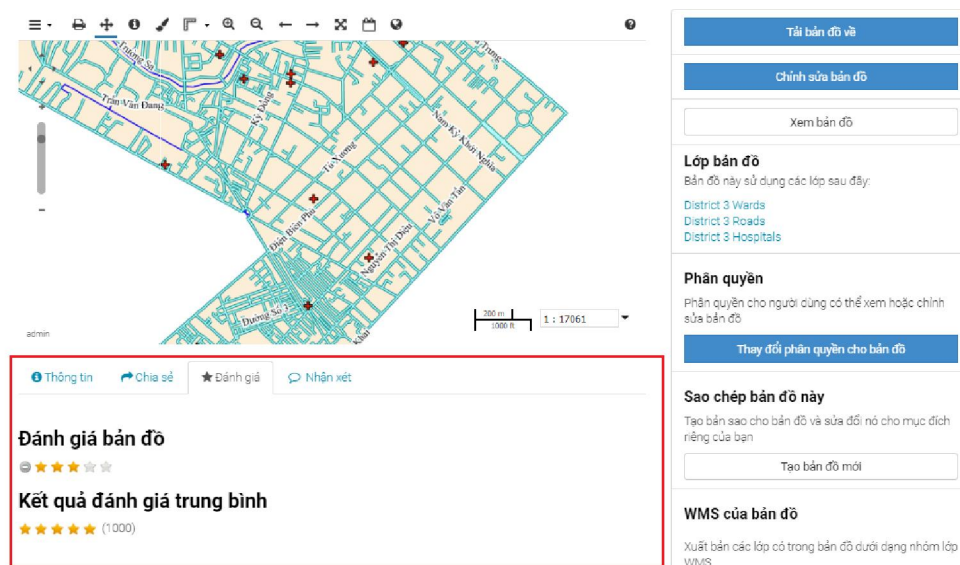 Tải bản đồ về
Chỉnh sửa bản đồ
Xem bản đồ
Trường Sa
Trần Văn Đang
Kỳ Đồng
Nam Kỳ Khởi Nghĩa
Tú Xương
Võ Văn Tần
Điện Biên Phủ
Nguyễn Thị Diệu
Đường Số 3
200 m
1000 ft
1 : 17061
admin
Lớp bản đồ
Bản đồ này sử dụng các lớp sau đây:
District 3 Wards
District 3 Roads
District 3 Hospitals
Phân quyền
Phân quyền cho người dùng có thể xem hoặc chỉnh
sửa bản đồ
Thay đổi phân quyền cho bản đồ
Thông tin
Chia sẻ
Đánh giá
Nhận xét
Đánh giá bản đồ
Kết quả đánh giá trung bình
(1000)
Sao chép bản đồ này
Tạo bản sao cho bản đồ và sửa đổi nó cho mục đích
riêng của bạn
Tạo bản đồ mới
WMS của bản đồ
Xuất bản các lớp có trong bản đồ dưới dạng nhóm lớp
WMS